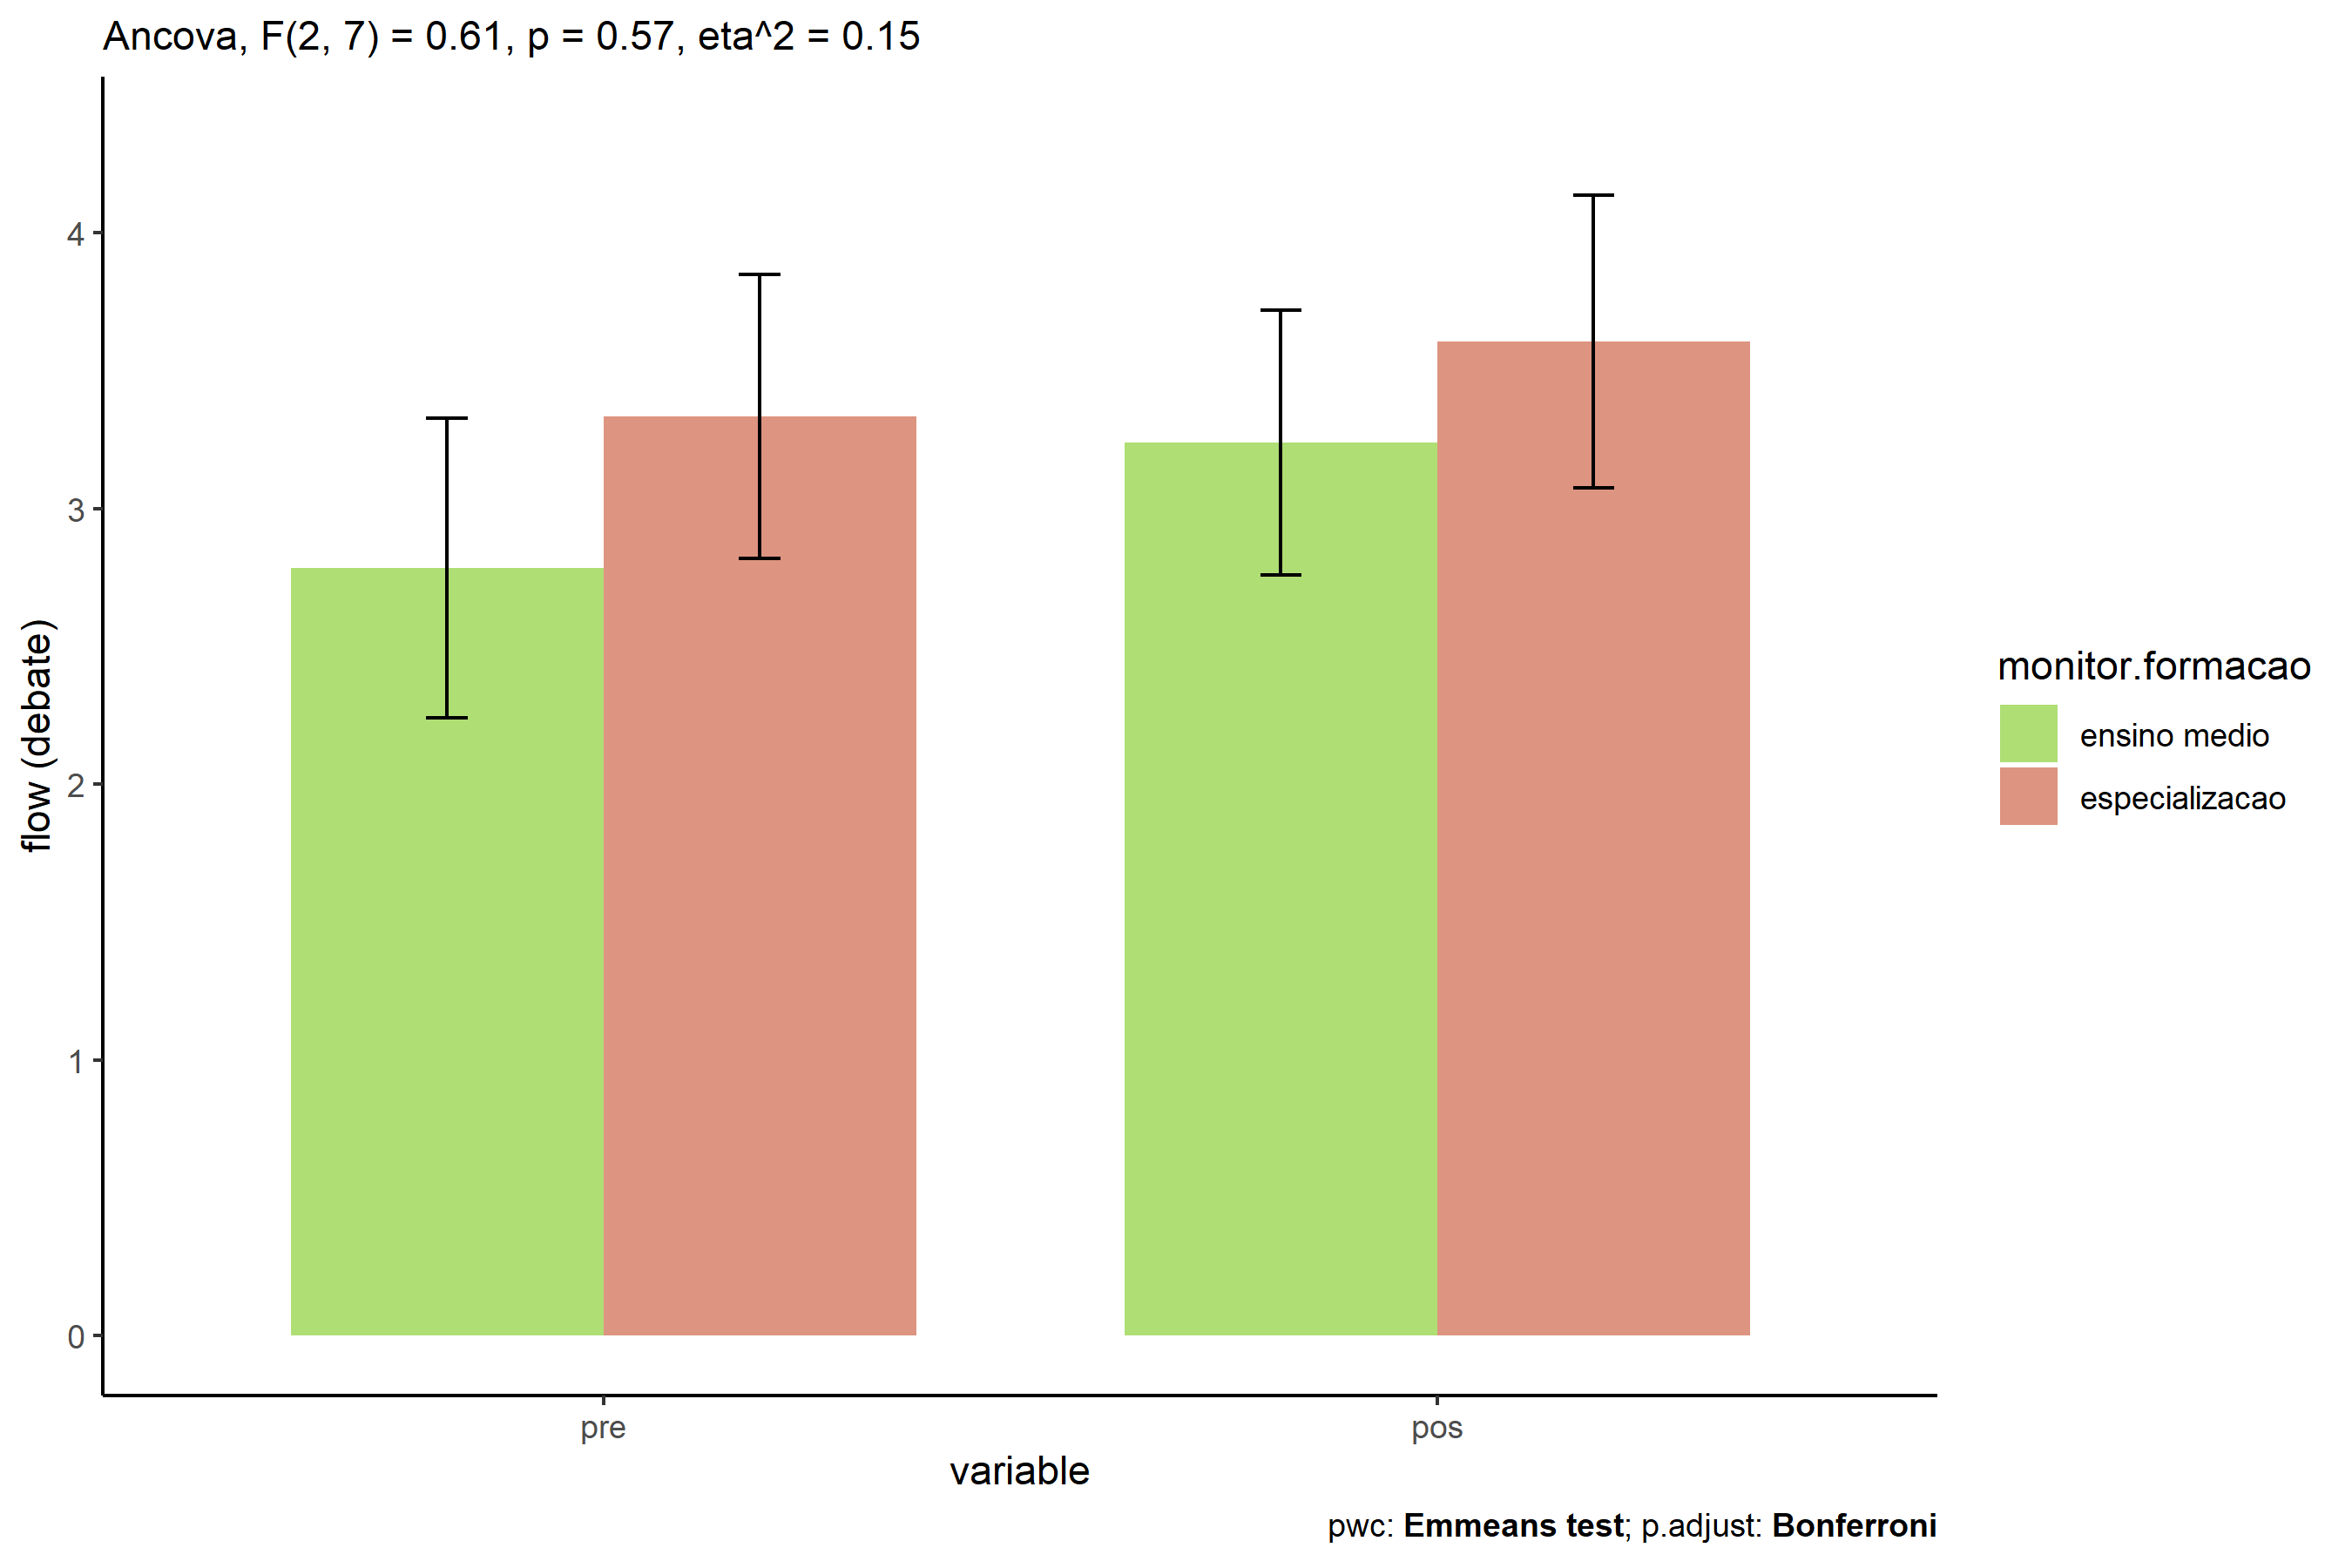 Ancova, F(2, 7) = 0.61, p = 0.57, eta^2 = 0.15
flow (debate)
4
3
2
1
0
pre
pos
variable
monitor.formacao
ensino medio
especializacao
pwc: Emmeans test; p.adjust: Bonferroni